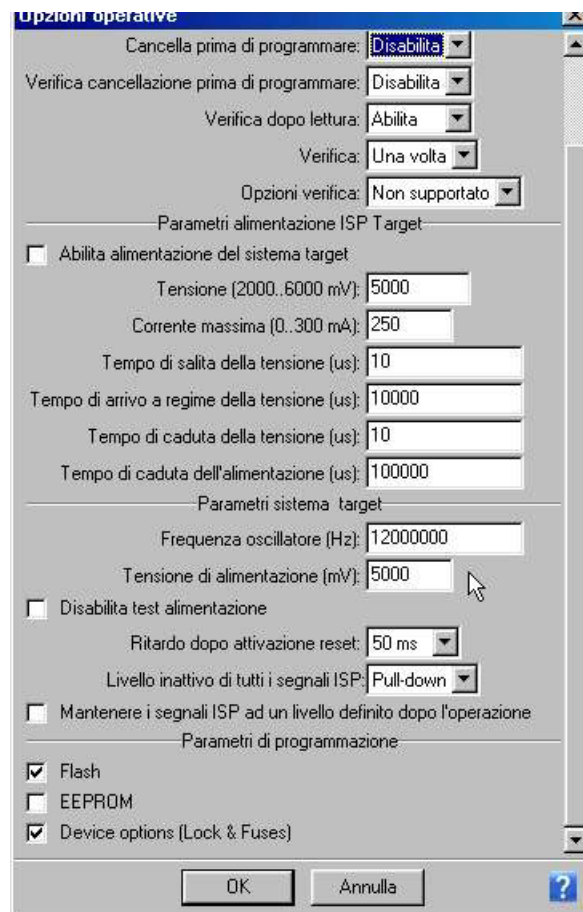 Opzioni operative
Cancella prima di programmare: Disabilita
Verifica cancellazione prima di programmare: Disabilita
Verifica dopo lettura: Abilita
Verifica: Una volta
Opzioni verifica: Non supportato
Parametri alimentazione ISP Target
Abilita alimentazione del sistema target
Tensione (2000..6000 mV): 5000
Corrente massima (0..300 mA): 250
Tempo di salita della tensione (us): 10
Tempo di arrivo a regime della tensione (us): 10000
Tempo di caduta della tensione (us): 10
Tempo di caduta dell'alimentazione (us): 100000
Parametri sistema target
Frequenza oscillatore (Hz): 12000000
Tensione di alimentazione (mV): 5000
Disabilita test alimentazione
Ritardo dopo attivazione reset: 50 ms
Livello inattivo di tutti i segnali ISP: Pull-down
Mantenere i segnali ISP ad un livello definito dopo l'operazione
Parametri di programmazione
Flash
EEPROM
Device options (Lock & Fuses)
OK Annulla ?